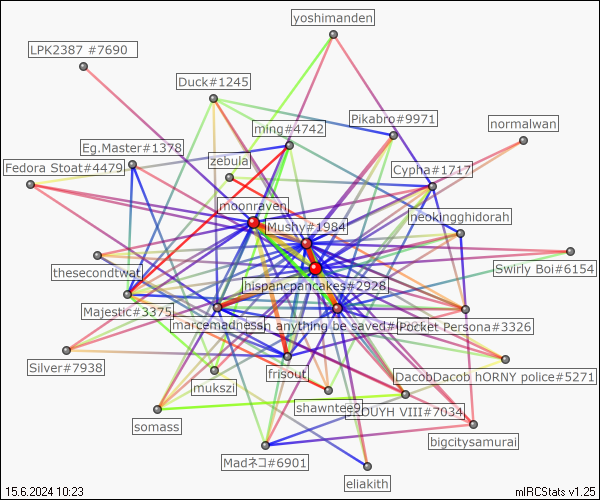 yoshimanden
LPK2387 #7690
Duck#1245
Pikabro#9971
ming#4742
normalwan
Eg.Master#1378
zebula
Fedora Stoat#4479
Cypha#1717
moonraven
neokingghidorah
Mushy#1984
thesecondtwat
Swirly Boi#6154
hispancpancakes#2928
Majestic#3375
marcemadness
anything be saved#
Pocket Persona#3326
Silver#7938
frisout
DacobDacob hORNY police#5271
mukszi
shawntee9
DUYH VIII#7034
somass
bigcitysamurai
Madネコ#6901
eliakith
15.6.2024 10:23
mIRCStats v1.25